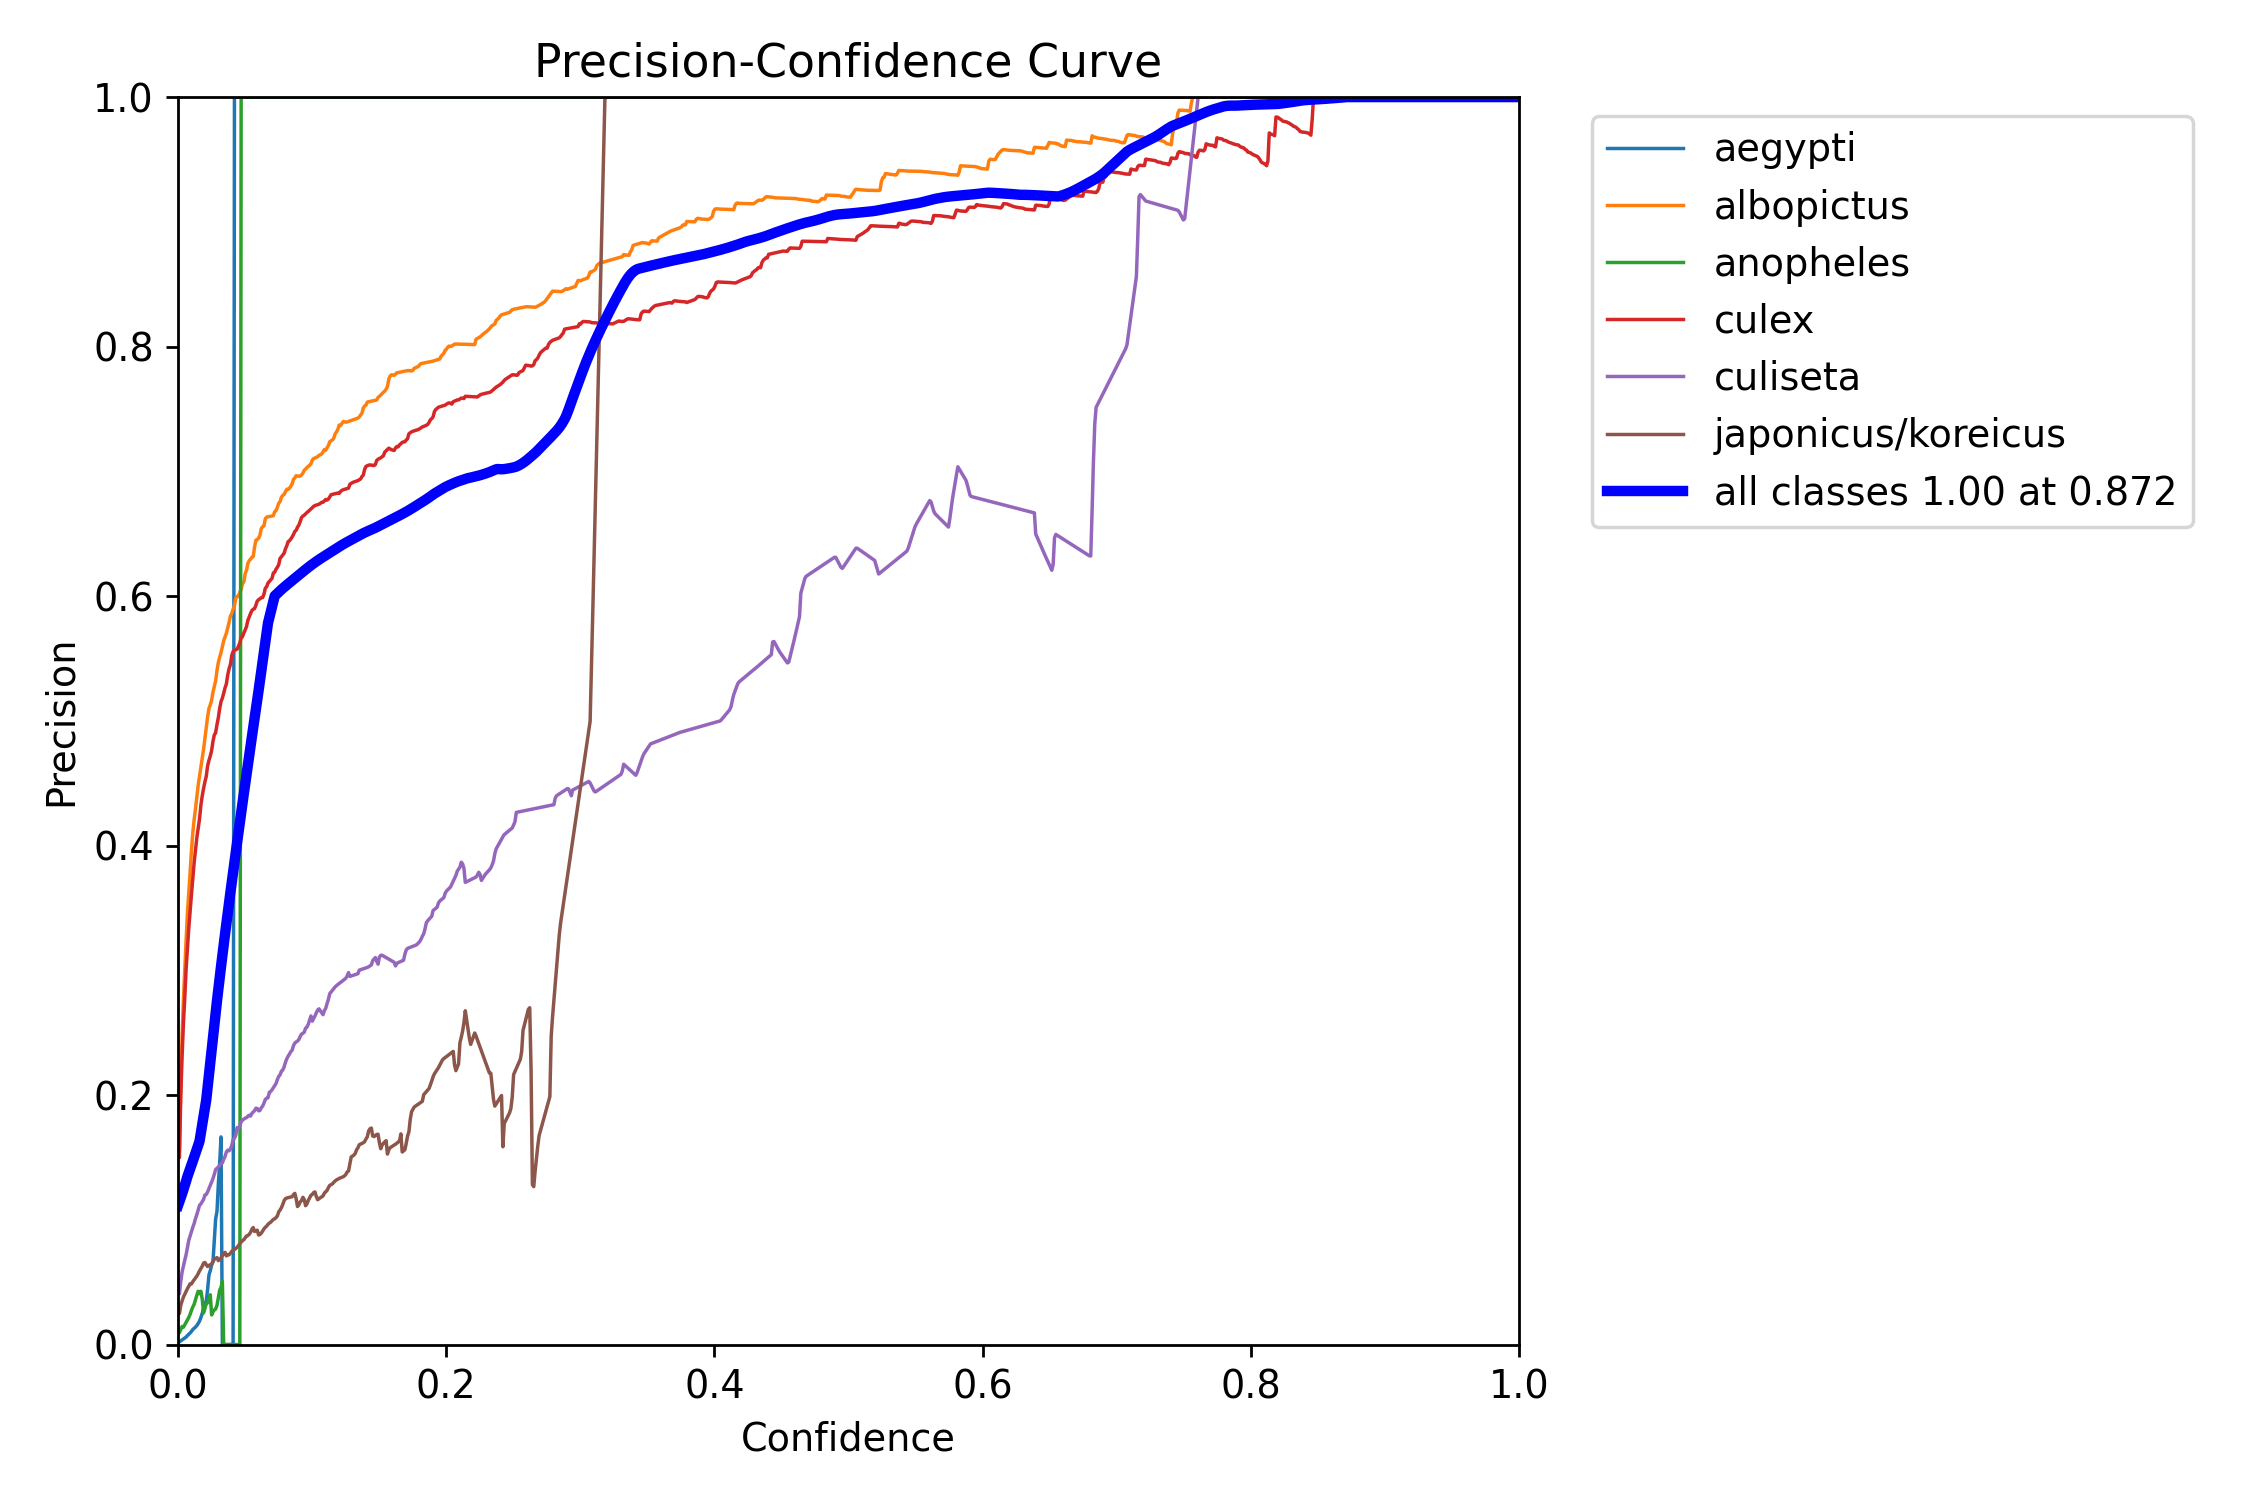 Precision-Confidence Curve
1.0
0.8
0.6
0.4
0.2
0.0
Precision
0.0 0.2 0.4 0.6 0.8 1.0
Confidence
aegypti
albopictus
anopheles
culex
culiseta
japonicus/koreicus
all classes 1.00 at 0.872